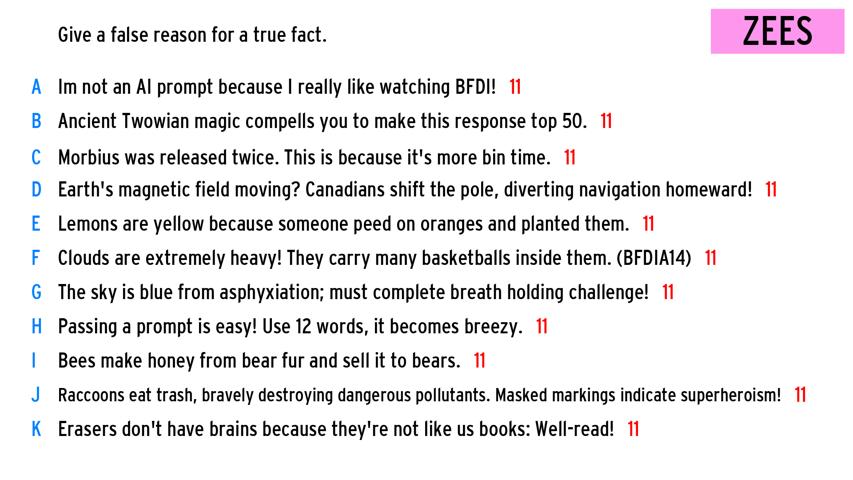 Give a false reason for a true fact.
ZEES
A Im not an AI prompt because I really like watching BFDI! 11
B Ancient Twowian magic compells you to make this response top 50. 11
C Morbius was released twice. This is because it's more bin time. 11
D Earth's magnetic field moving? Canadians shift the pole, diverting navigation homeward! 11
E Lemons are yellow because someone peed on oranges and planted them. 11
F Clouds are extremely heavy! They carry many basketballs inside them. (BFDIA14) 11
G The sky is blue from asphyxiation; must complete breath holding challenge! 11
H Passing a prompt is easy! Use 12 words, it becomes breezy. 11
I Bees make honey from bear fur and sell it to bears. 11
J Raccoons eat trash, bravely destroying dangerous pollutants. Masked markings indicate superheroism! 11
K Erasers don't have brains because they're not like us books: Well-read! 11